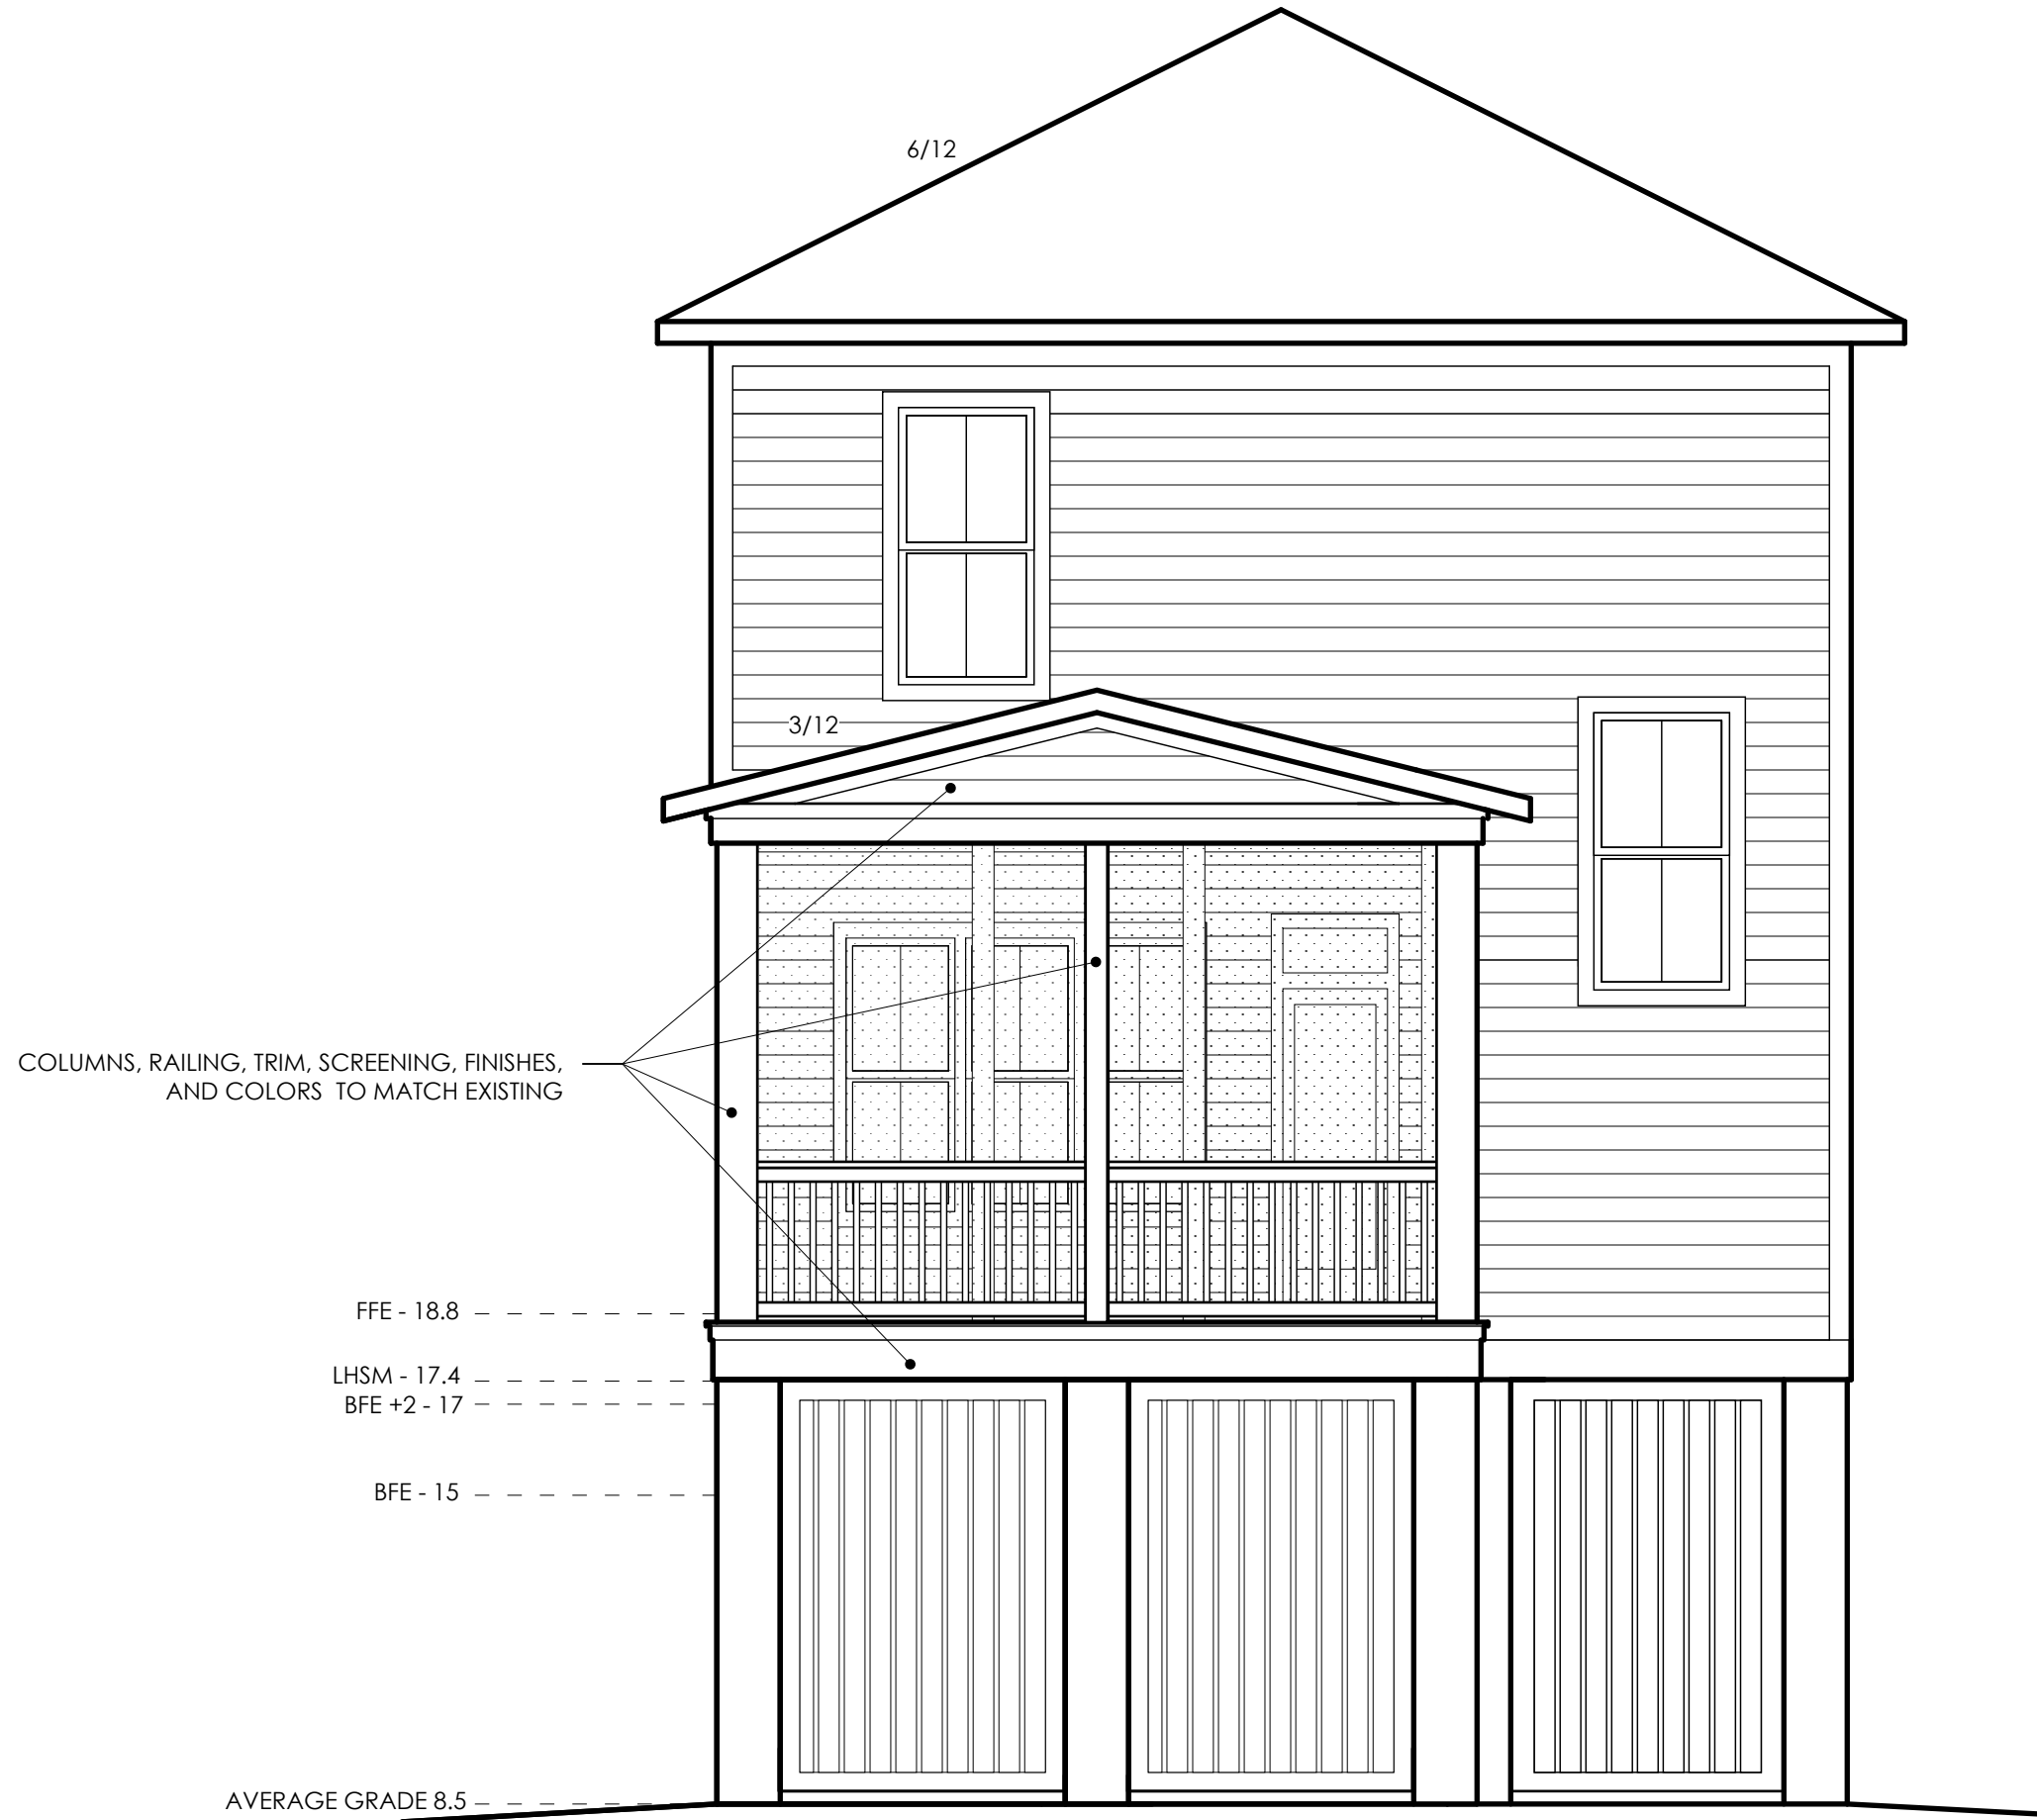 6/12
3/12
COLUMNS, RAILING, TRIM, SCREENING, FINISHES,
AND COLORS TO MATCH EXISTING
FFE - 18.8
LHSM - 17.4
BFE +2 - 17
BFE - 15
AVERAGE GRADE 8.5